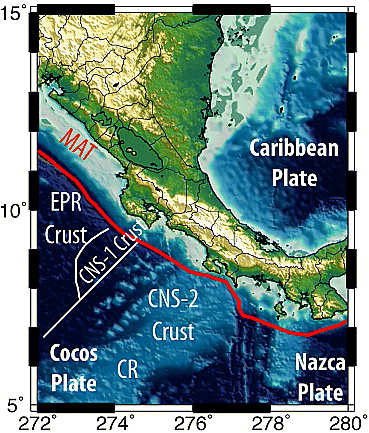 15°
MAT
Caribbean
Plate
EPR
Crust
10°
CNS-1 Crust
CNS-2
Crust
Cocos
Plate
CR
Nazca
Plate
5°
272 274 276 278 280°